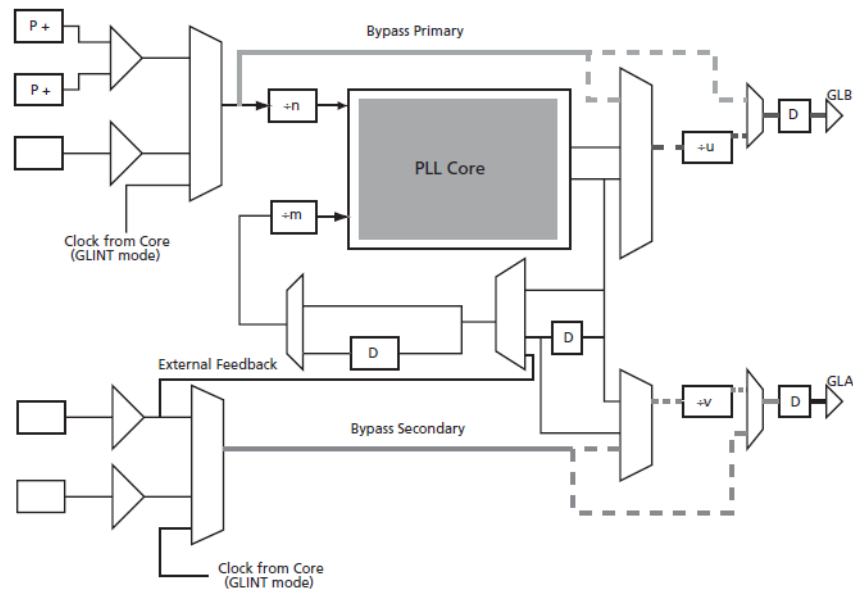 P +
Bypass Primary
GLB
P +
÷n
D
PLL Core
÷u
÷m
Clock from Core
(GLINT mode)
D
D
External Feedback
GLA
÷v
D
Bypass Secondary
Clock from Core
(GLINT mode)